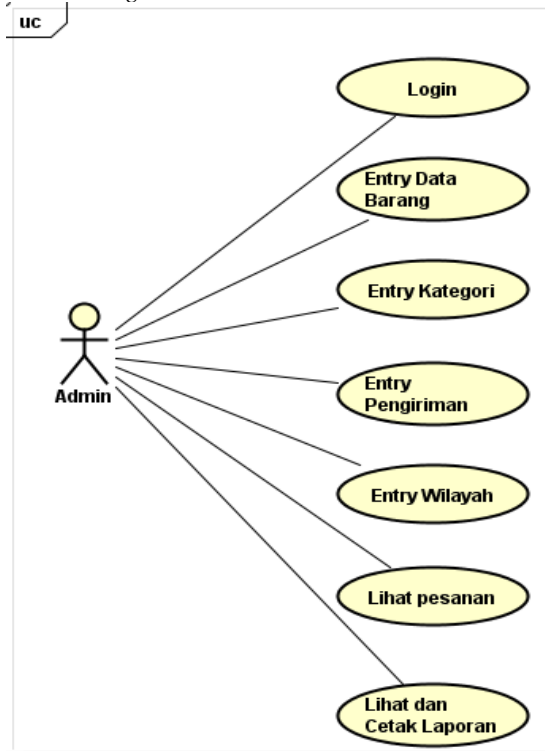 uc
Login
Entry Data
Barang
Entry Kategori
Admin
Entry
Pengiriman
Entry Wilayah
Lihat pesanan
Lihat dan
Cetak Laporan